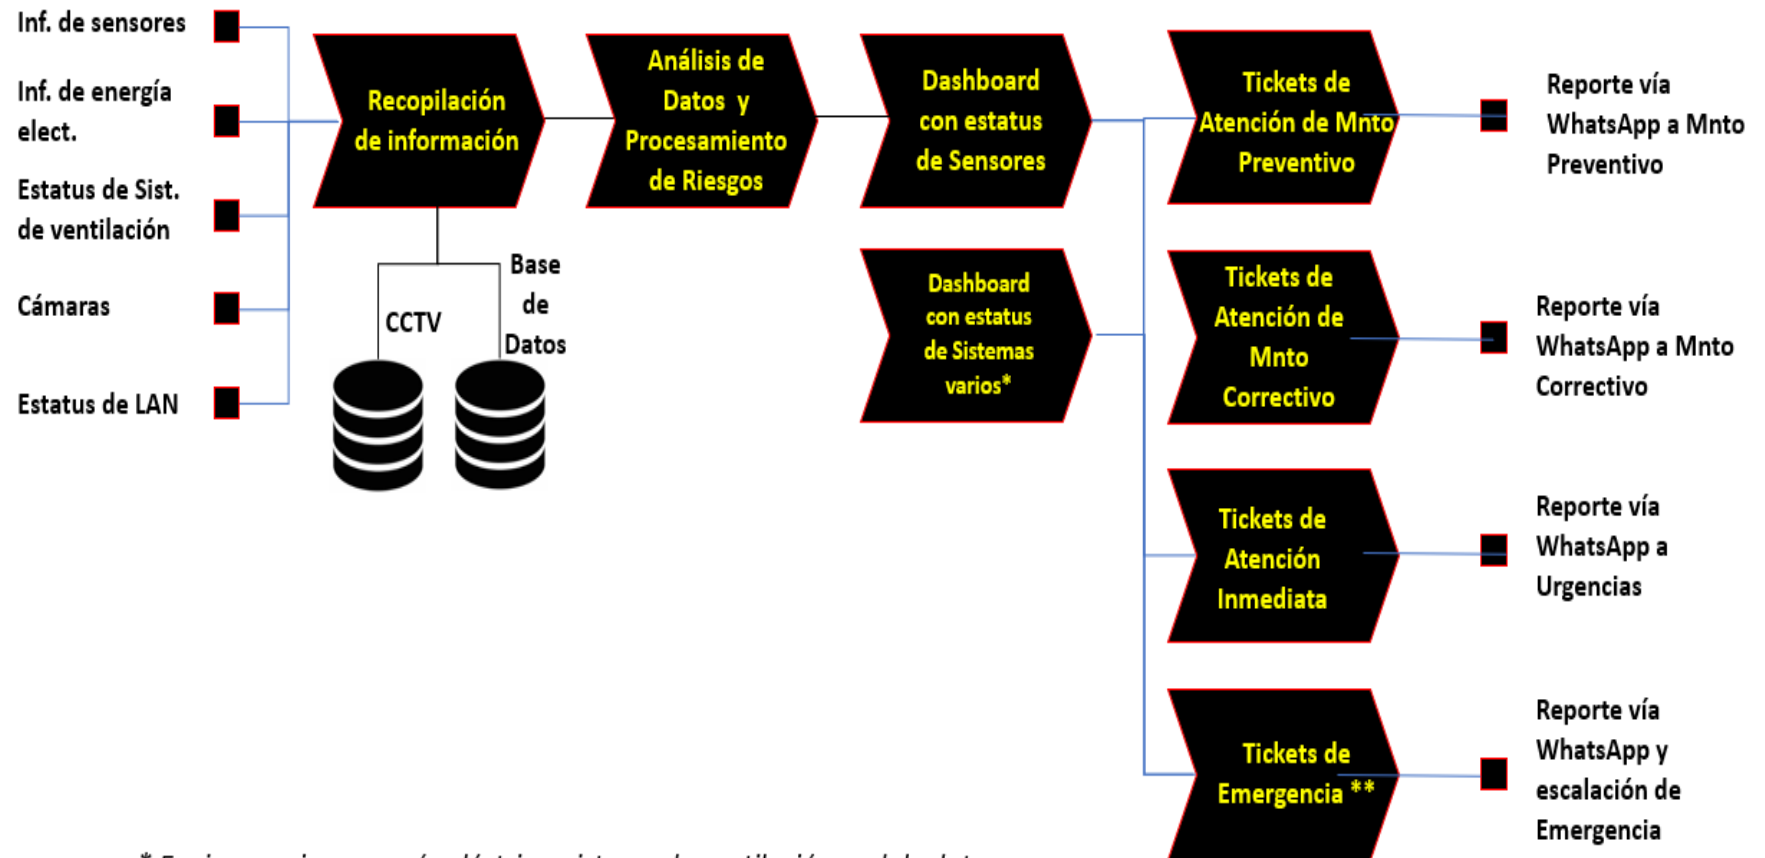 Inf. de sensores
Inf. de energía
elect.
Estatus de Sist.
de ventilación
Cámaras
Estatus de LAN
Recopilación
de información
CCTV
Base
de
Datos
Análisis de
Datos y
Procesamiento
de Riesgos
Dashboard
con estatus
de Sensores
Dashboard
con estatus
de Sistemas
varios*
Tickets de
Atención de Mnto
Preventivo
Tickets de
Atención de
Mnto
Correctivo
Tickets de
Atención
Inmediata
Tickets de
Emergencia **
Reporte vía
WhatsApp a Mnto
Preventivo
Reporte vía
WhatsApp a Mnto
Correctivo
Reporte vía
WhatsApp a
Urgencias
Reporte vía
WhatsApp y
escalación de
Emergencia